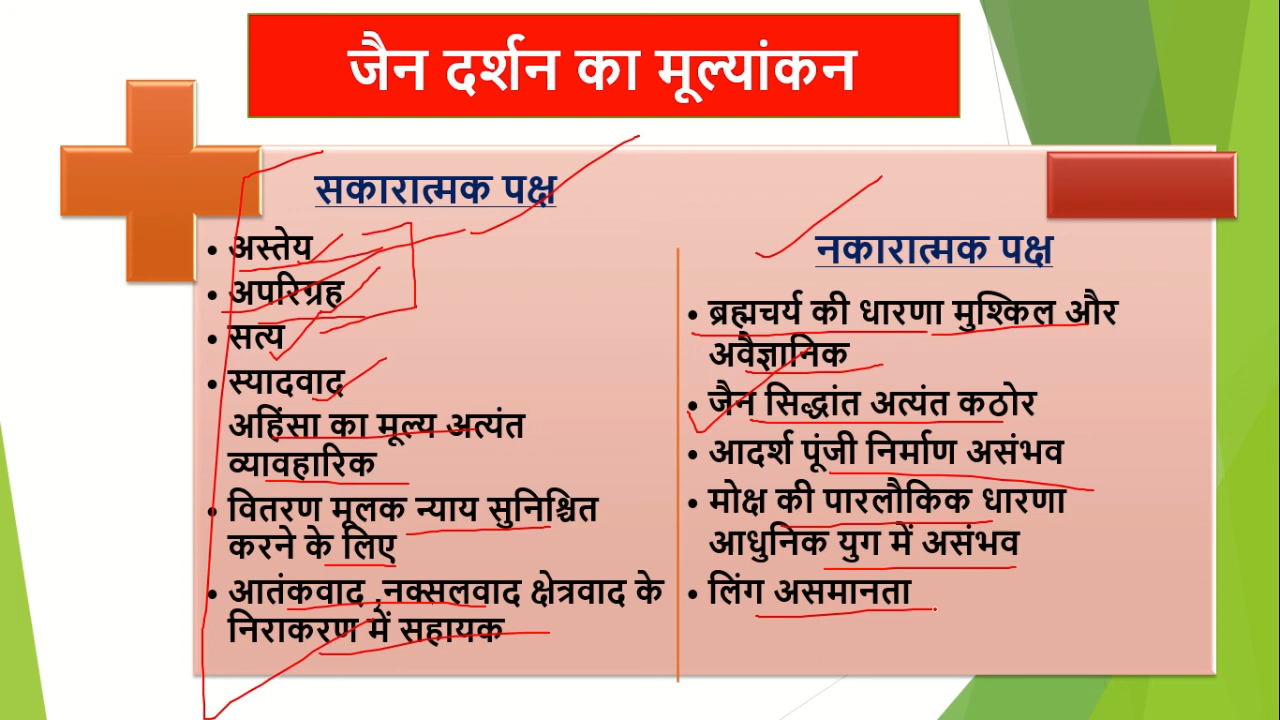 जैन दर्शन का मूल्यांकन
सकारात्मक पक्ष
• अस्तेय
• अपरिग्रह
• सत्य
• स्यादवाद
अहिंसा का मूल्य अत्यंत
व्यावहारिक
• वितरण मूलक न्याय सुनिश्चित
करने के लिए
• आतंकवाद ,नक्सलवाद क्षेत्रवाद के
निराकरण में सहायक
नकारात्मक पक्ष
• ब्रह्मचर्य की धारणा मुश्किल और
अवैज्ञानिक
• जैन सिद्धांत अत्यंत कठोर
• आदर्श पूंजी निर्माण असंभव
• मोक्ष की पारलौकिक धारणा
आधुनिक युग में असंभव
• लिंग असमानता